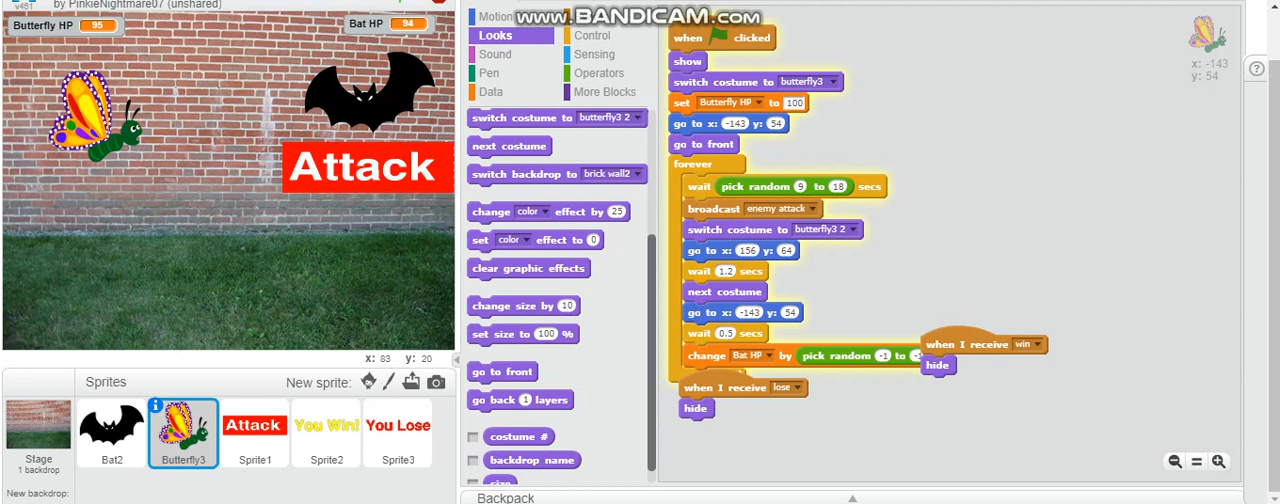 v461
by PinkieNightmare07 (unshared)
www.BANDICAM.com
Butterfly HP 95
Bat HP 94
Attack
x: 83 y: 20
Motion
Looks
Sound
Pen
Data
Control
Sensing
Operators
More Blocks
switch costume to butterfly3 2
next costume
switch backdrop to brick wall2
change color effect by 25
set color effect to 0
clear graphic effects
change size by 10
set size to 100 %
go to front
go back 1 layers
costume #
backdrop name
size
when clicked
show
switch costume to butterfly3
set Butterfly HP to 100
go to x: -143 y: 54
go to front
forever
wait pick random 9 to 18 secs
broadcast enemy attack
switch costume to butterfly3 2
go to x: 156 y: 64
wait 1.2 secs
next costume
go to x: -143 y: 54
wait 0.5 secs
change Bat HP by pick random -1 to
when I receive win
hide
when I receive lose
hide
x: -143
y: 54
?
Sprites
New sprite:
Stage
1 backdrop
New backdrop:
Bat2
i
Butterfly3
Attack
Sprite1
You Win!
Sprite2
You Lose
Sprite3
Backpack